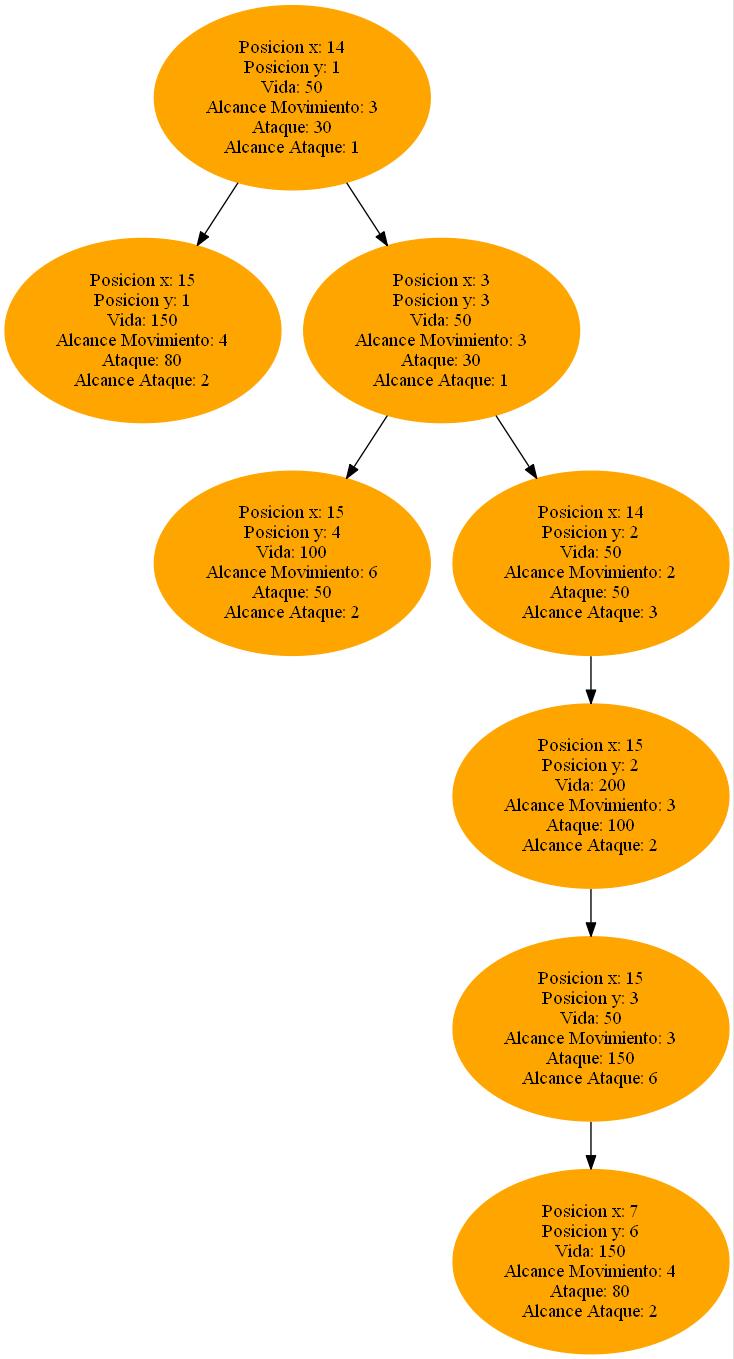 Posicion x: 14
Posicion y: 1
Vida: 50
Alcance Movimiento: 3
Ataque: 30
Alcance Ataque: 1
Posicion x: 15
Posicion y: 1
Vida: 150
Alcance Movimiento: 4
Ataque: 80
Alcance Ataque: 2
Posicion x: 3
Posicion y: 3
Vida: 50
Alcance Movimiento: 3
Ataque: 30
Alcance Ataque: 1
Posicion x: 15
Posicion y: 4
Vida: 100
Alcance Movimiento: 6
Ataque: 50
Alcance Ataque: 2
Posicion x: 14
Posicion y: 2
Vida: 50
Alcance Movimiento: 2
Ataque: 50
Alcance Ataque: 3
Posicion x: 15
Posicion y: 2
Vida: 200
Alcance Movimiento: 3
Ataque: 100
Alcance Ataque: 2
Posicion x: 15
Posicion y: 3
Vida: 50
Alcance Movimiento: 3
Ataque: 150
Alcance Ataque: 6
Posicion x: 7
Posicion y: 6
Vida: 150
Alcance Movimiento: 4
Ataque: 80
Alcance Ataque: 2